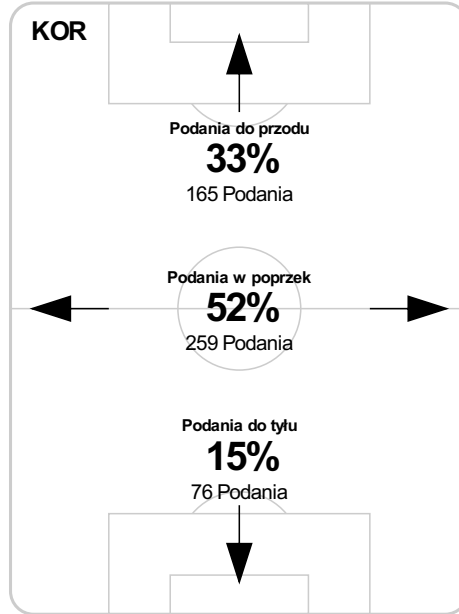 KOR
Podania do przodu
33%
165 Podania
Podania w poprzek
52%
259 Podania
Podania do tyłu
15%
76 Podania